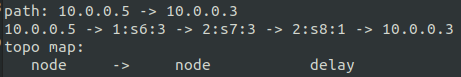 path: 10.0.0.5 -> 10.0.0.3
10.0.0.5 -> 1:s6:3 -> 2:s7:3 -> 2:s8:1 -> 10.0.0.3
topo map:
node -> node delay